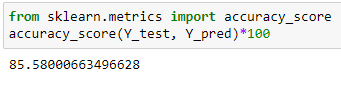 from sklearn.metrics import accuracy_score
accuracy_score(Y_test, Y_pred)*100
85.58000663496628